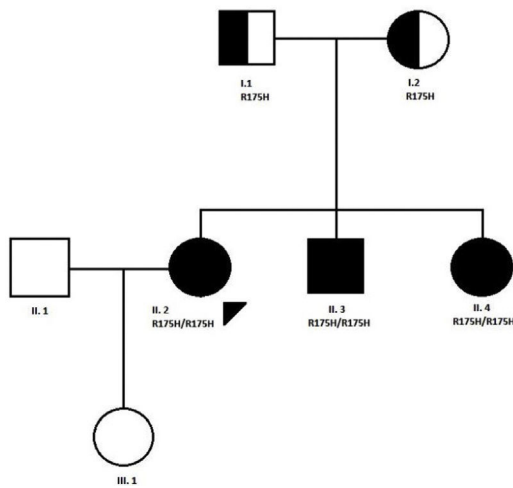 I.1
R175H
I.2
R175H
II. 1
II. 2
R175H/R175H
II. 3
R175H/R175H
II. 4
R175H/R175H
III. 1